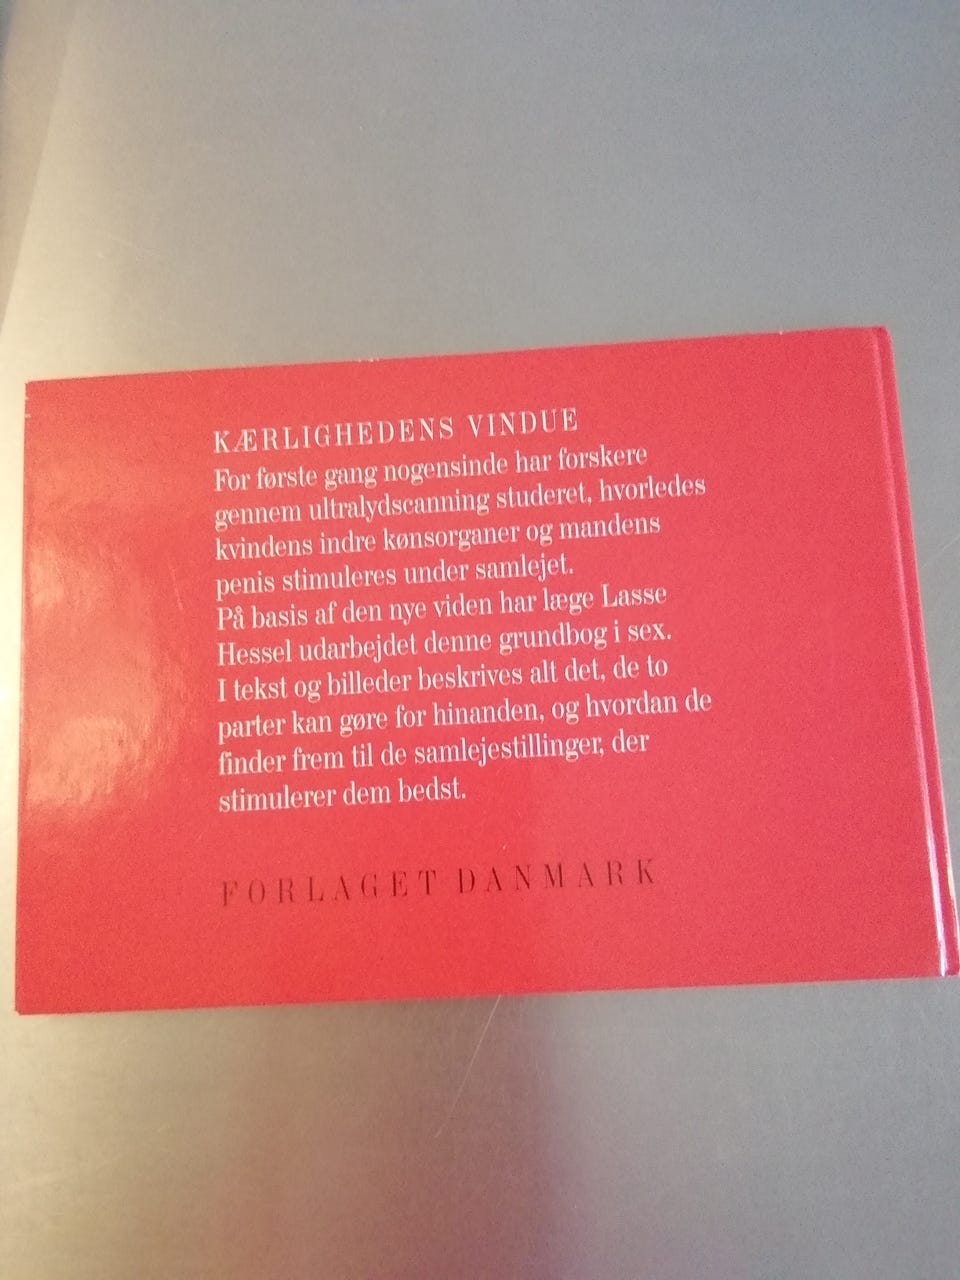 KÆRLIGHEDENS VINDUE
For første gang nogensinde har forskere
gennem ultralydscanning studeret, hvorledes
kvindens indre kønsorganer og mandens
penis stimuleres under samlejet.
På basis af den nye viden har læge Lasse
Hessel udarbejdet denne grundbog i sex.
I tekst og billeder beskrives alt det, de to
parter kan gøre for hinanden, og hvordan de
finder frem til de samlejestillinger, der
stimulerer dem bedst.
FORLAGET DANMARK